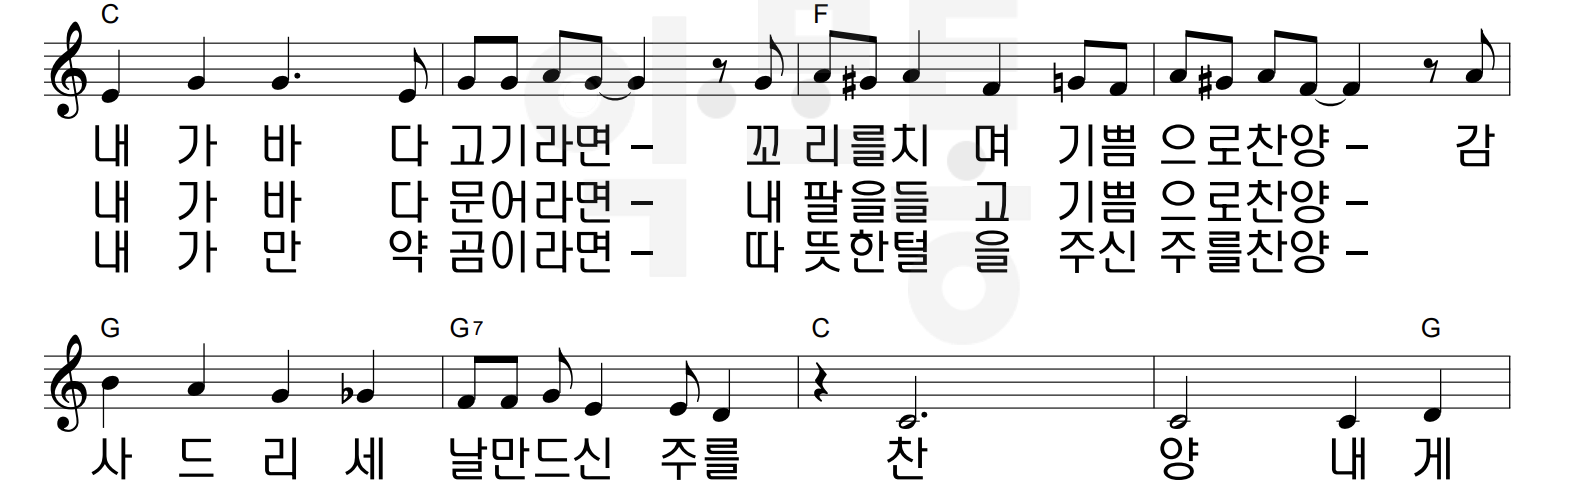 C F
내 가 바 다 고기라면 - 꼬 리를치 며 기쁨 으로찬양 - 감
내 가 바 다 문어라면 - 내 팔을들 고 기쁨 으로찬양 -
내 가 만 약 곰이라면 - 따 뜻한털 을 주신 주를찬양 -
G G7 C G
사 드 리 세 날만드신 주를 찬 양 내 게